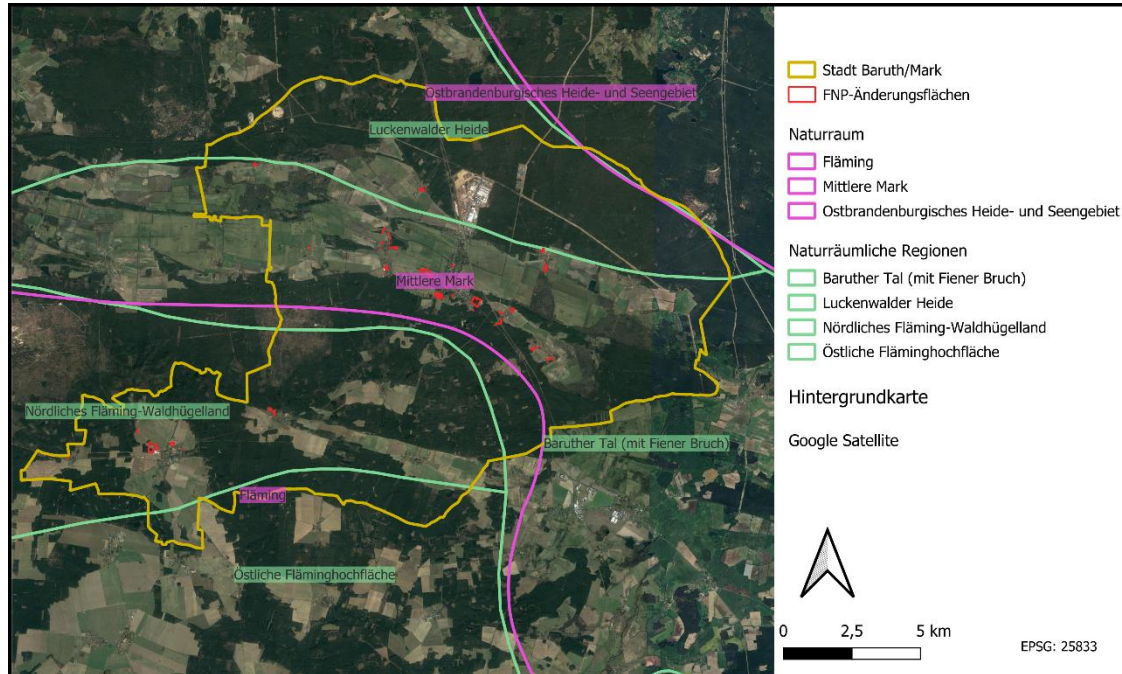 Ostbrandenburgisches Heide- und Seengebiet
Luckenwalder Heide
Mittlere Mark
Nördliches Fläming-Waldhügelland
Baruther Tal (mit Fiener Bruch)
Fläming
Östliche Fläminghochfläche
Stadt Baruth/Mark
FNP-Änderungsflächen
Naturraum
Fläming
Mittlere Mark
Ostbrandenburgisches Heide- und Seengebiet
Naturräumliche Regionen
Baruther Tal (mit Fiener Bruch)
Luckenwalder Heide
Nördliches Fläming-Waldhügelland
Östliche Fläminghochfläche
Hintergrundkarte
Google Satellite
0 2,5 5 km
EPSG: 25833